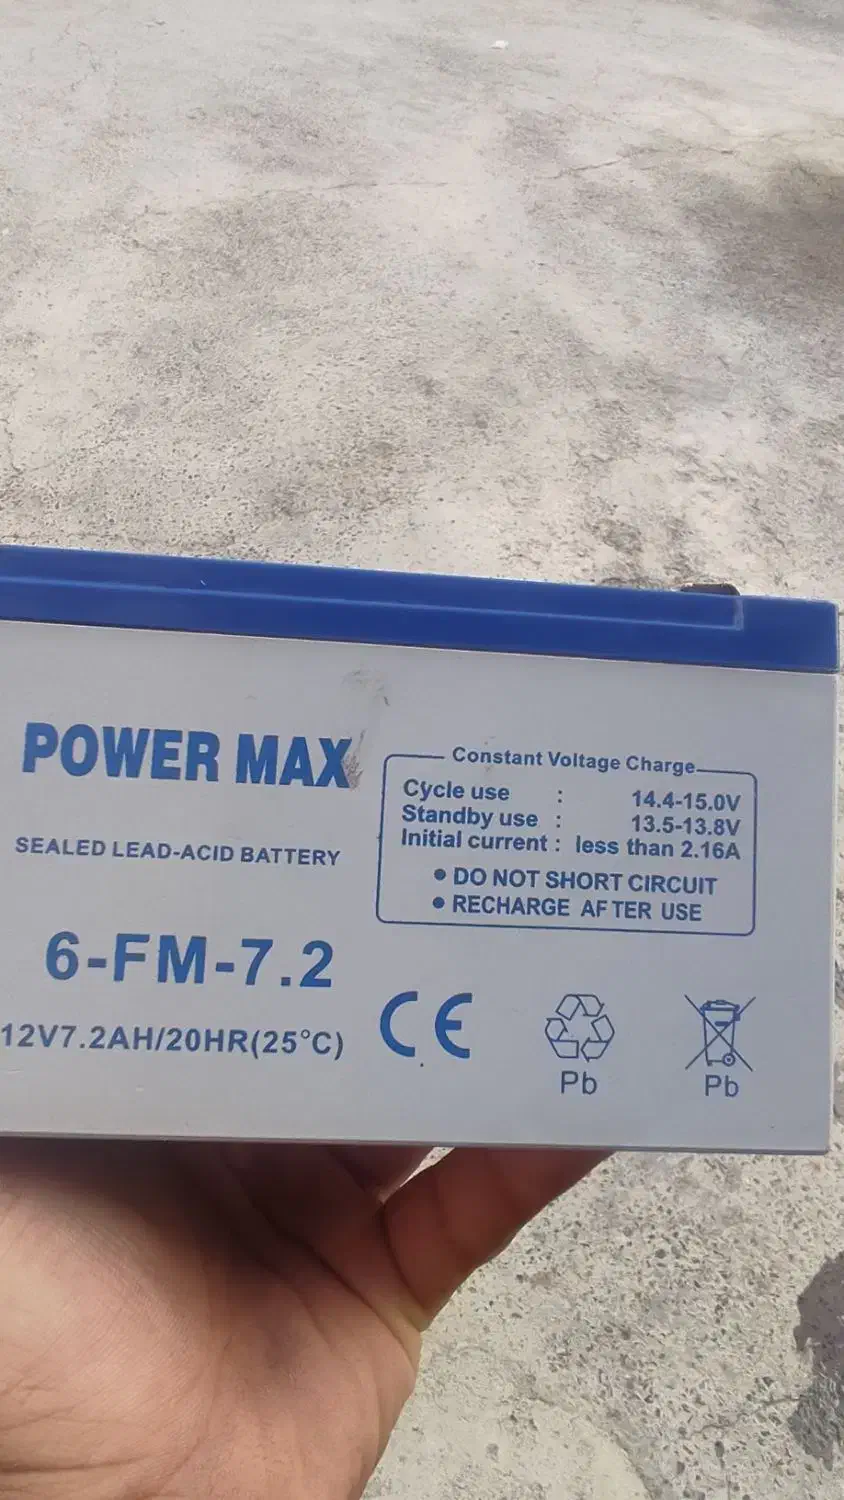 POWER MAX
SEALED LEAD-ACID BATTERY
6-FM-7.2
12V7.2AH/20HR(25°C)
Constant Voltage Charge
Cycle use : 14.4-15.0V
Standby use : 13.5-13.8V
Initial current : less than 2.16A
• DO NOT SHORT CIRCUIT
• RECHARGE AFTER USE
CE
Pb
Pb